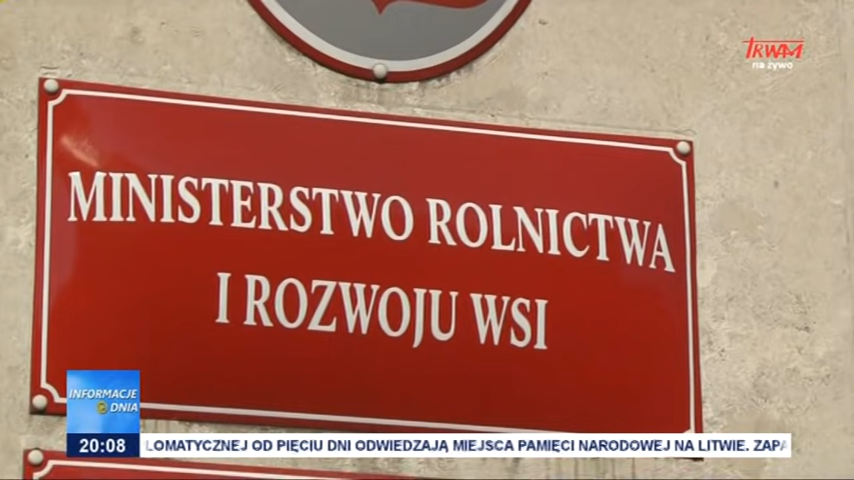 TRWAM
na żywo
MINISTERSTWO ROLNICTWA
I ROZWOJU WSI
INFORMACJE
DNIA
20:08
LOMATYCZNEJ OD PIĘCIU DNI ODWIEDZAJĄ MIEJSCA PAMIĘCI NARODOWEJ NA LITWIE. ZAPA